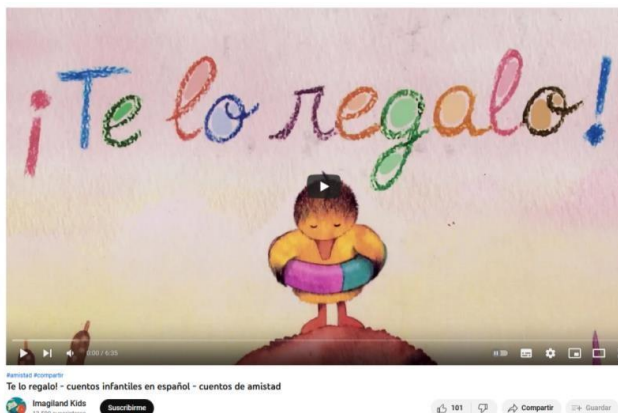 ¡Te lo regalo!
0:00 / 6:35
#amistad #compartir
Te lo regalo! - cuentos infantiles en español - cuentos de amistad
Imagiland Kids
Suscribirme
101
Compartir
Guardar